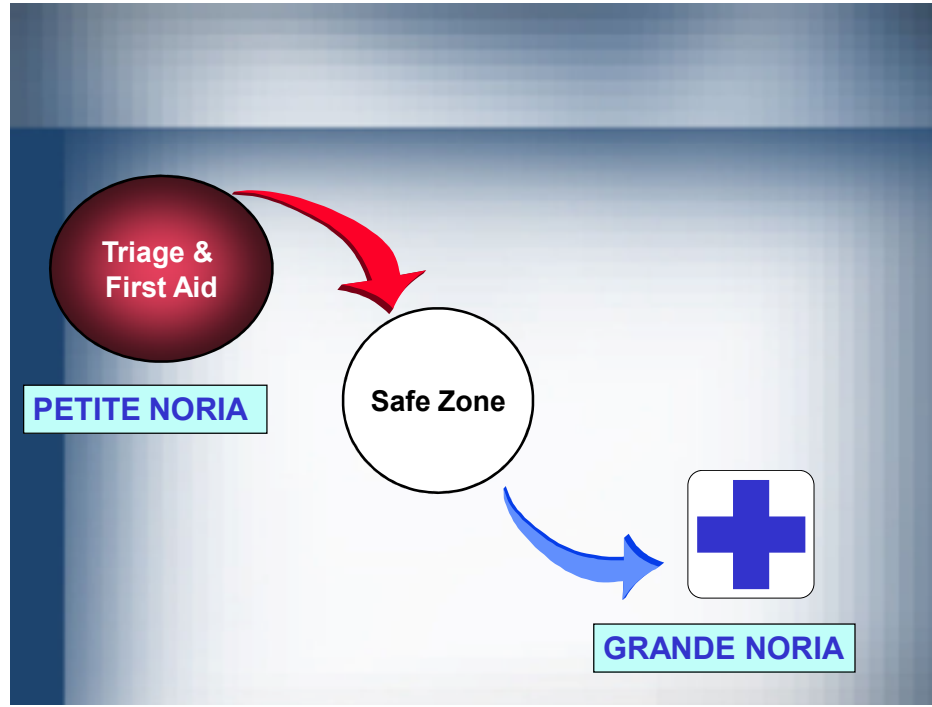 Triage &
First Aid
PETITE NORIA
Safe Zone
GRANDE NORIA